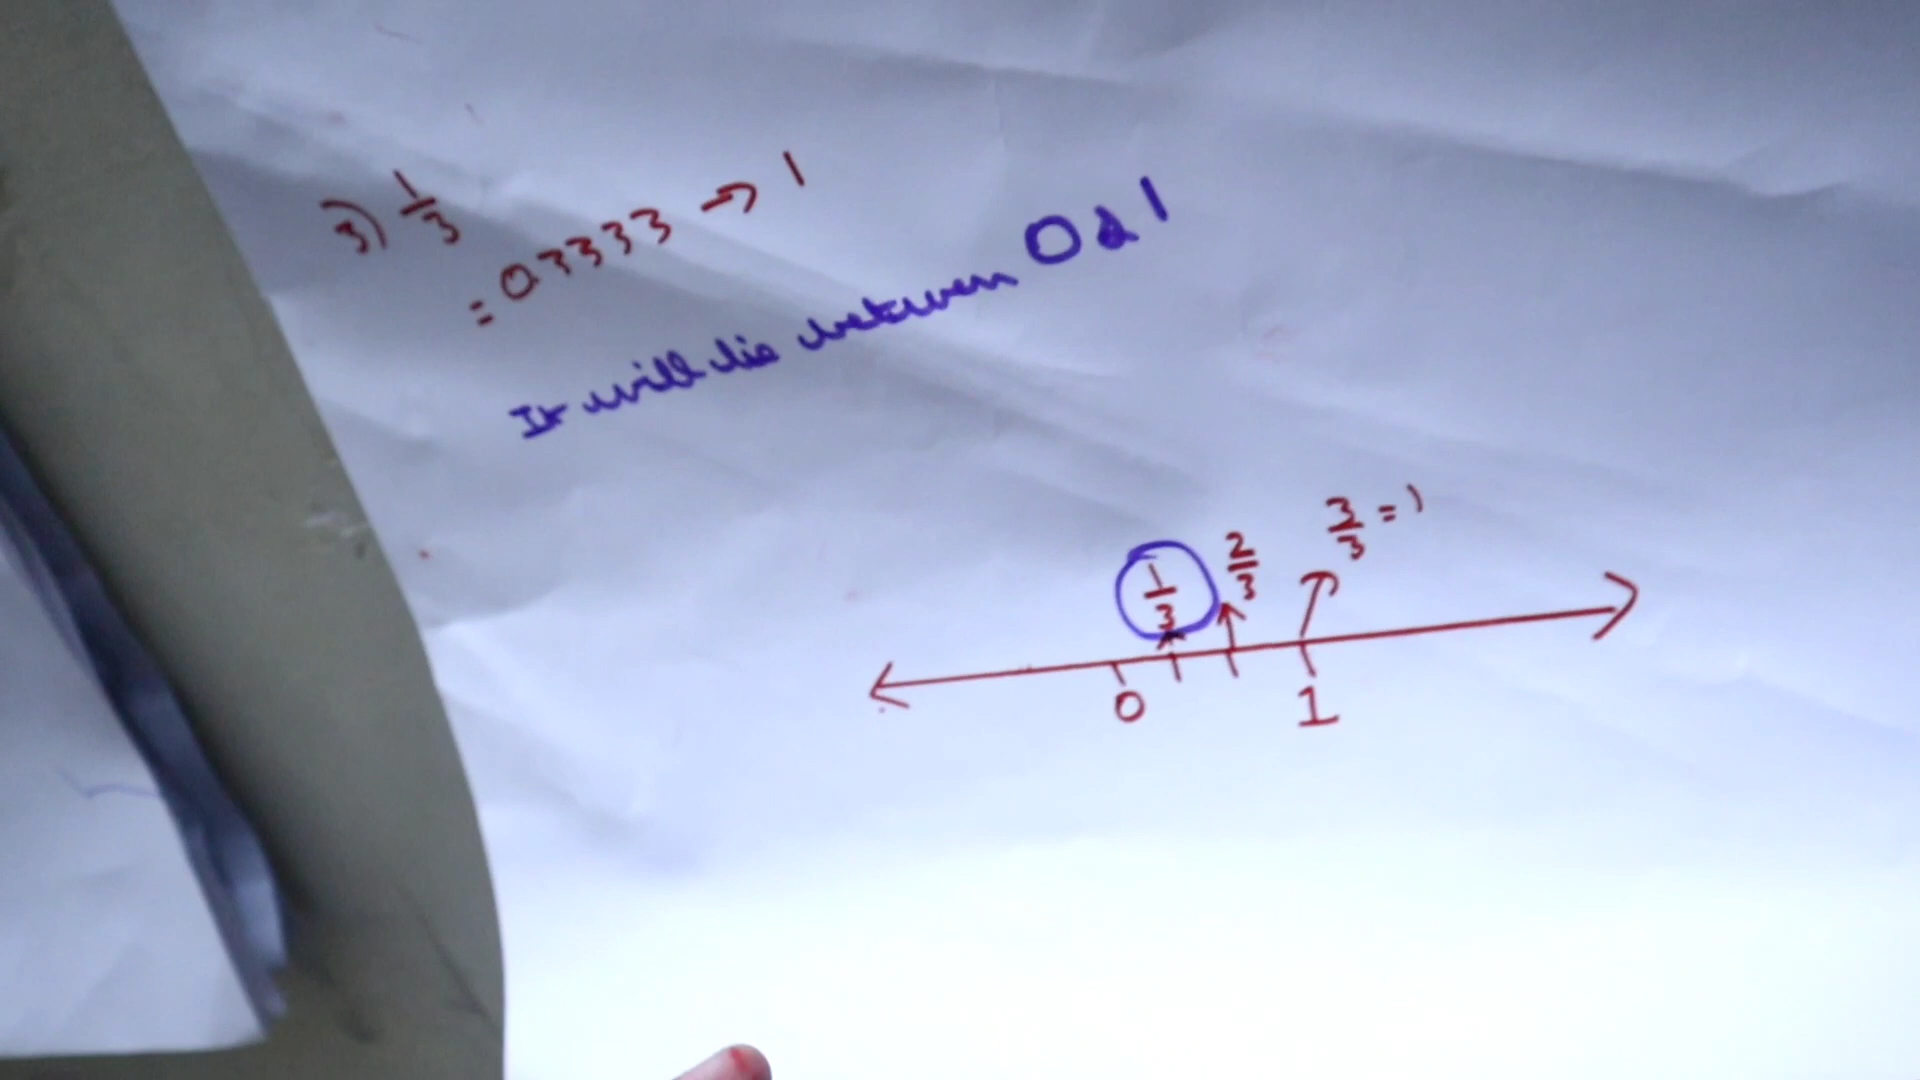 3) 1/3
= 0.3333 → 1
It will lie between 0 & 1
1/3 2/3 3/3 = 1
0 1